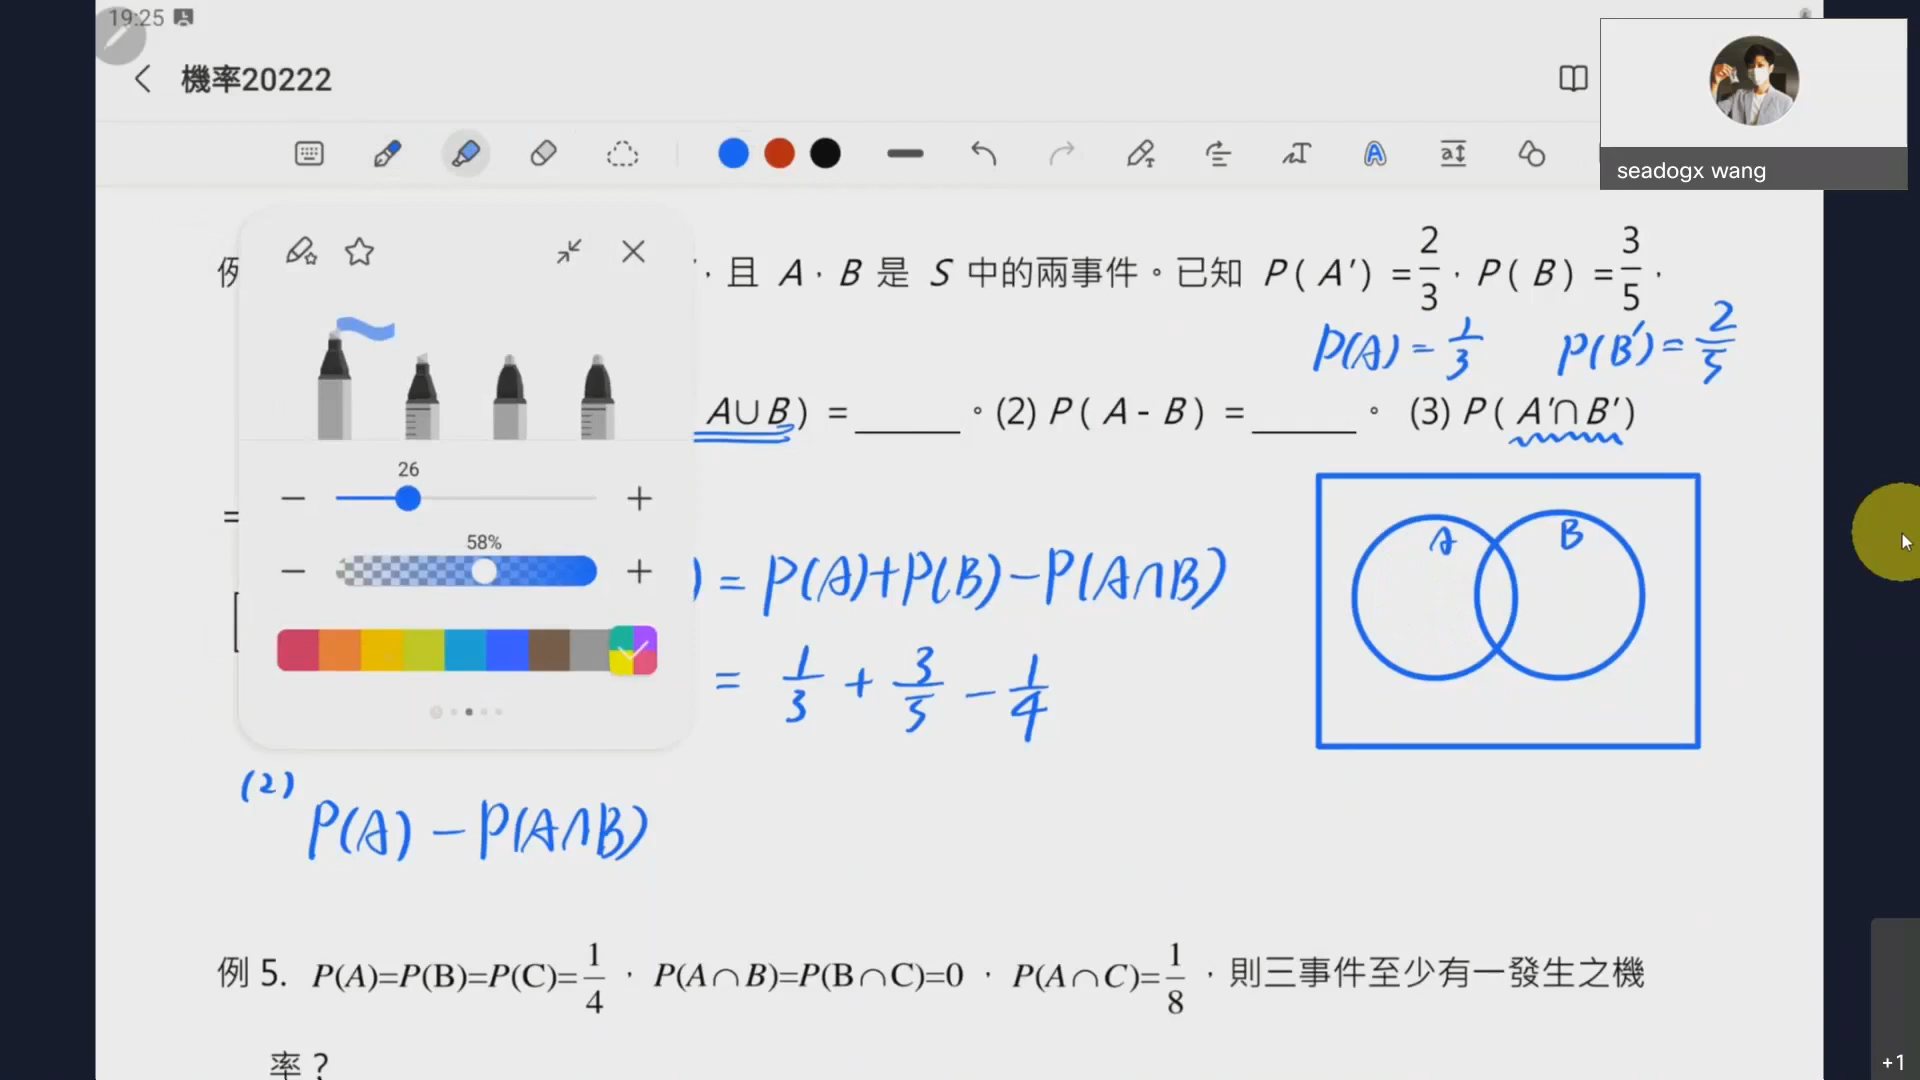 19:25
機率20222
seadogx wang
例
，且 A，B 是 S 中的兩事件。已知 P( A′) =2/3，P( B) =3/5，
P(A)=1/3 P(B′)=2/5
A∪B) =______。(2) P( A- B) =______。 (3) P( A′∩B′)
26
=
58%
A B
) = P(A)+P(B)-P(A∩B)
= 1/3 + 3/5 - 1/4
(2)
P(A) - P(A∩B)
例 5. P(A)=P(B)=P(C)=1/4，P(A∩B)=P(B∩C)=0，P(A∩C)=1/8，則三事件至少有一發生之機
率？
+1